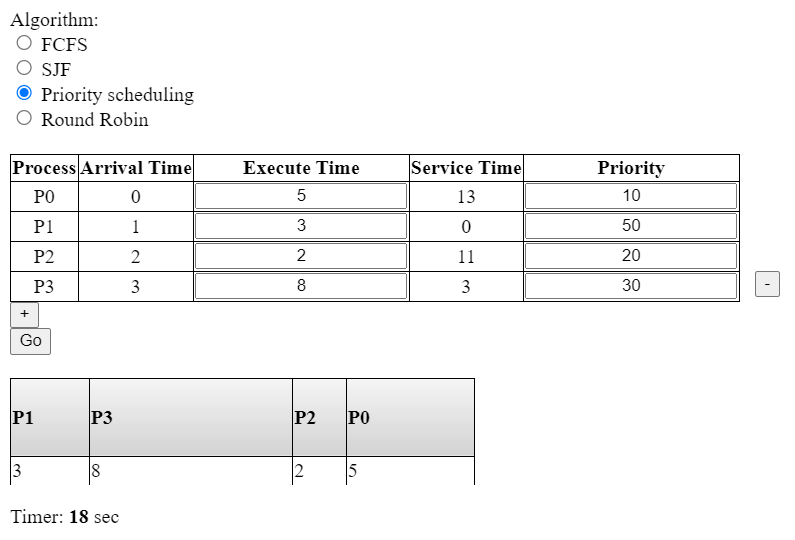 Algorithm:
FCFS
SJF
Priority scheduling
Round Robin
Process Arrival Time Execute Time Service Time Priority
P0 0 5 13 10
P1 1 3 0 50
P2 2 2 11 20
P3 3 8 3 30 -
+
Go
P1 P3 P2 P0
3 8 2 5
Timer: 18 sec